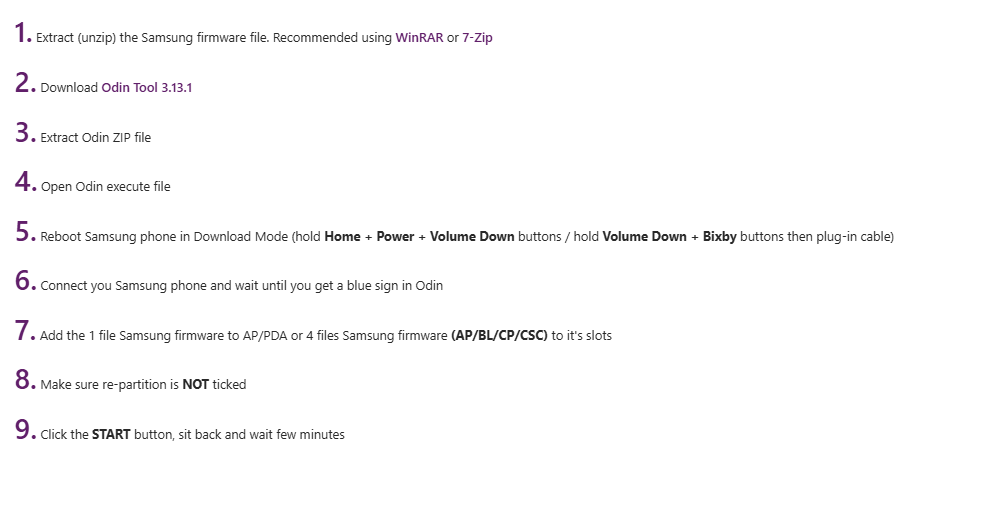 1. Extract (unzip) the Samsung firmware file. Recommended using WinRAR or 7-Zip
2. Download Odin Tool 3.13.1
3. Extract Odin ZIP file
4. Open Odin execute file
5. Reboot Samsung phone in Download Mode (hold Home + Power + Volume Down buttons / hold Volume Down + Bixby buttons then plug-in cable)
6. Connect you Samsung phone and wait until you get a blue sign in Odin
7. Add the 1 file Samsung firmware to AP/PDA or 4 files Samsung firmware (AP/BL/CP/CSC) to it's slots
8. Make sure re-partition is NOT ticked
9. Click the START button, sit back and wait few minutes